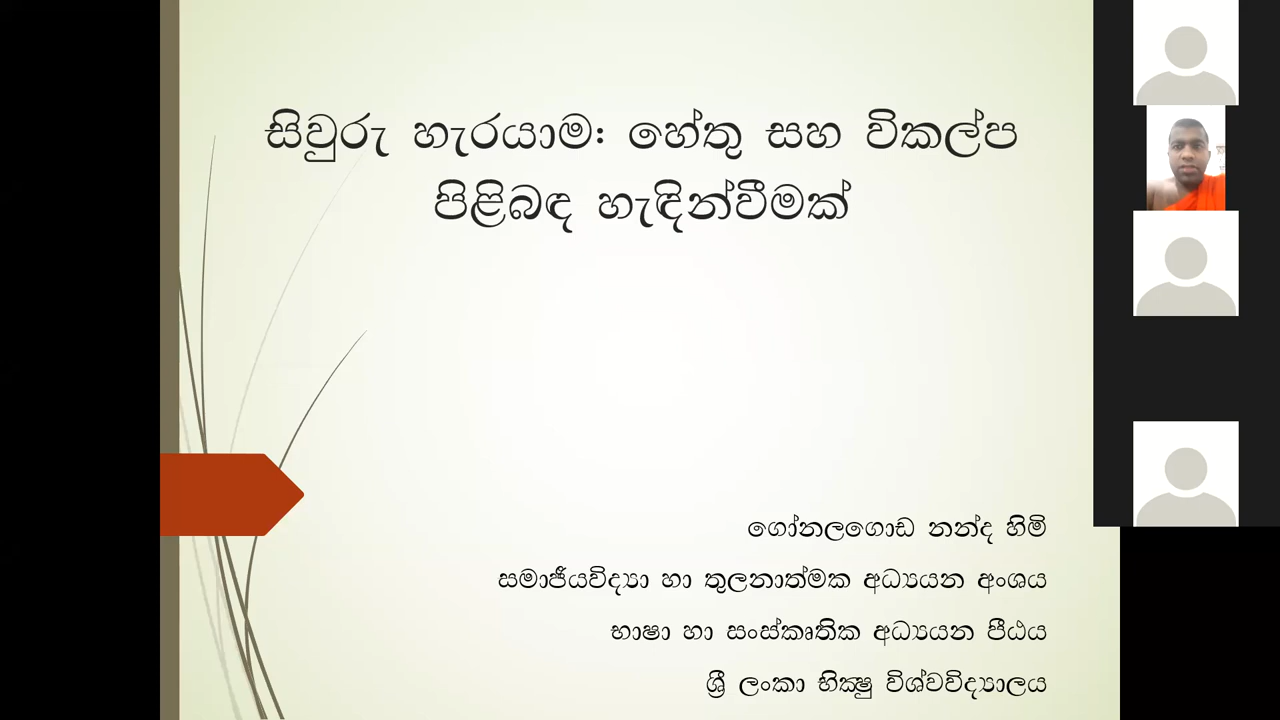 සිවුරු හැරයාම: හේතු සහ විකල්ප
පිළිබඳ හැඳින්වීමක්
ගෝනලගොඩ නන්ද හිමි
සමාජීයවිද්‍යා හා තුලනාත්මක අධ්‍යයන අංශය
භාෂා හා සංස්කෘතික අධ්‍යයන පීඨය
ශ්‍රී ලංකා භික්ෂු විශ්වවිද්‍යාලය